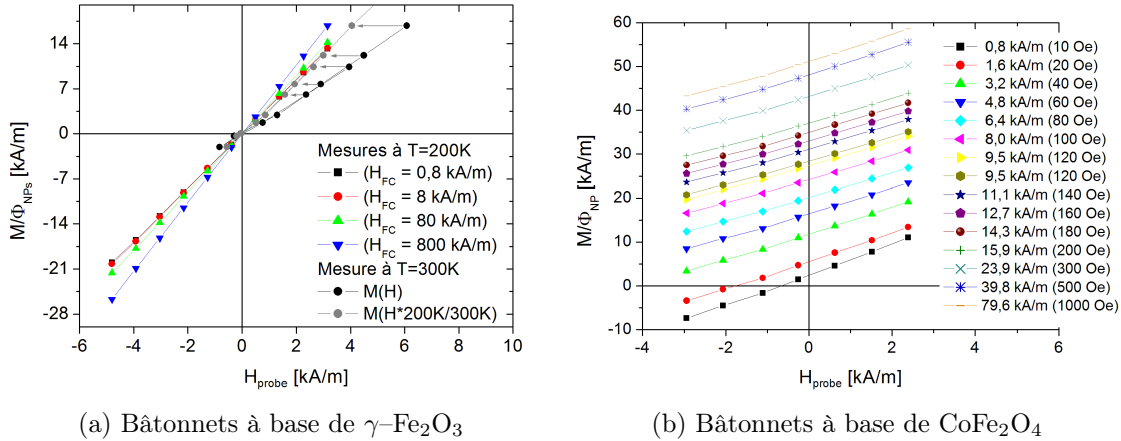 14
7
0
-7
-14
-21
-28
M/Φ_NPs [kA/m]
Mesures à T=200K
(H_FC = 0,8 kA/m)
(H_FC = 8 kA/m)
(H_FC = 80 kA/m)
(H_FC = 800 kA/m)
Mesure à T=300K
M(H)
M(H*200K/300K)
-6 -4 -2 0 2 4 6 8 10
H_probe [kA/m]
(a) Bâtonnets à base de γ–Fe₂O₃
60
50
40
30
20
10
0
-10
M/Φ_NP [kA/m]
0,8 kA/m (10 Oe)
1,6 kA/m (20 Oe)
3,2 kA/m (40 Oe)
4,8 kA/m (60 Oe)
6,4 kA/m (80 Oe)
8,0 kA/m (100 Oe)
9,5 kA/m (120 Oe)
9,5 kA/m (120 Oe)
11,1 kA/m (140 Oe)
12,7 kA/m (160 Oe)
14,3 kA/m (180 Oe)
15,9 kA/m (200 Oe)
23,9 kA/m (300 Oe)
39,8 kA/m (500 Oe)
79,6 kA/m (1000 Oe)
-4 -2 0 2 4 6
H_probe [kA/m]
(b) Bâtonnets à base de CoFe₂O₄